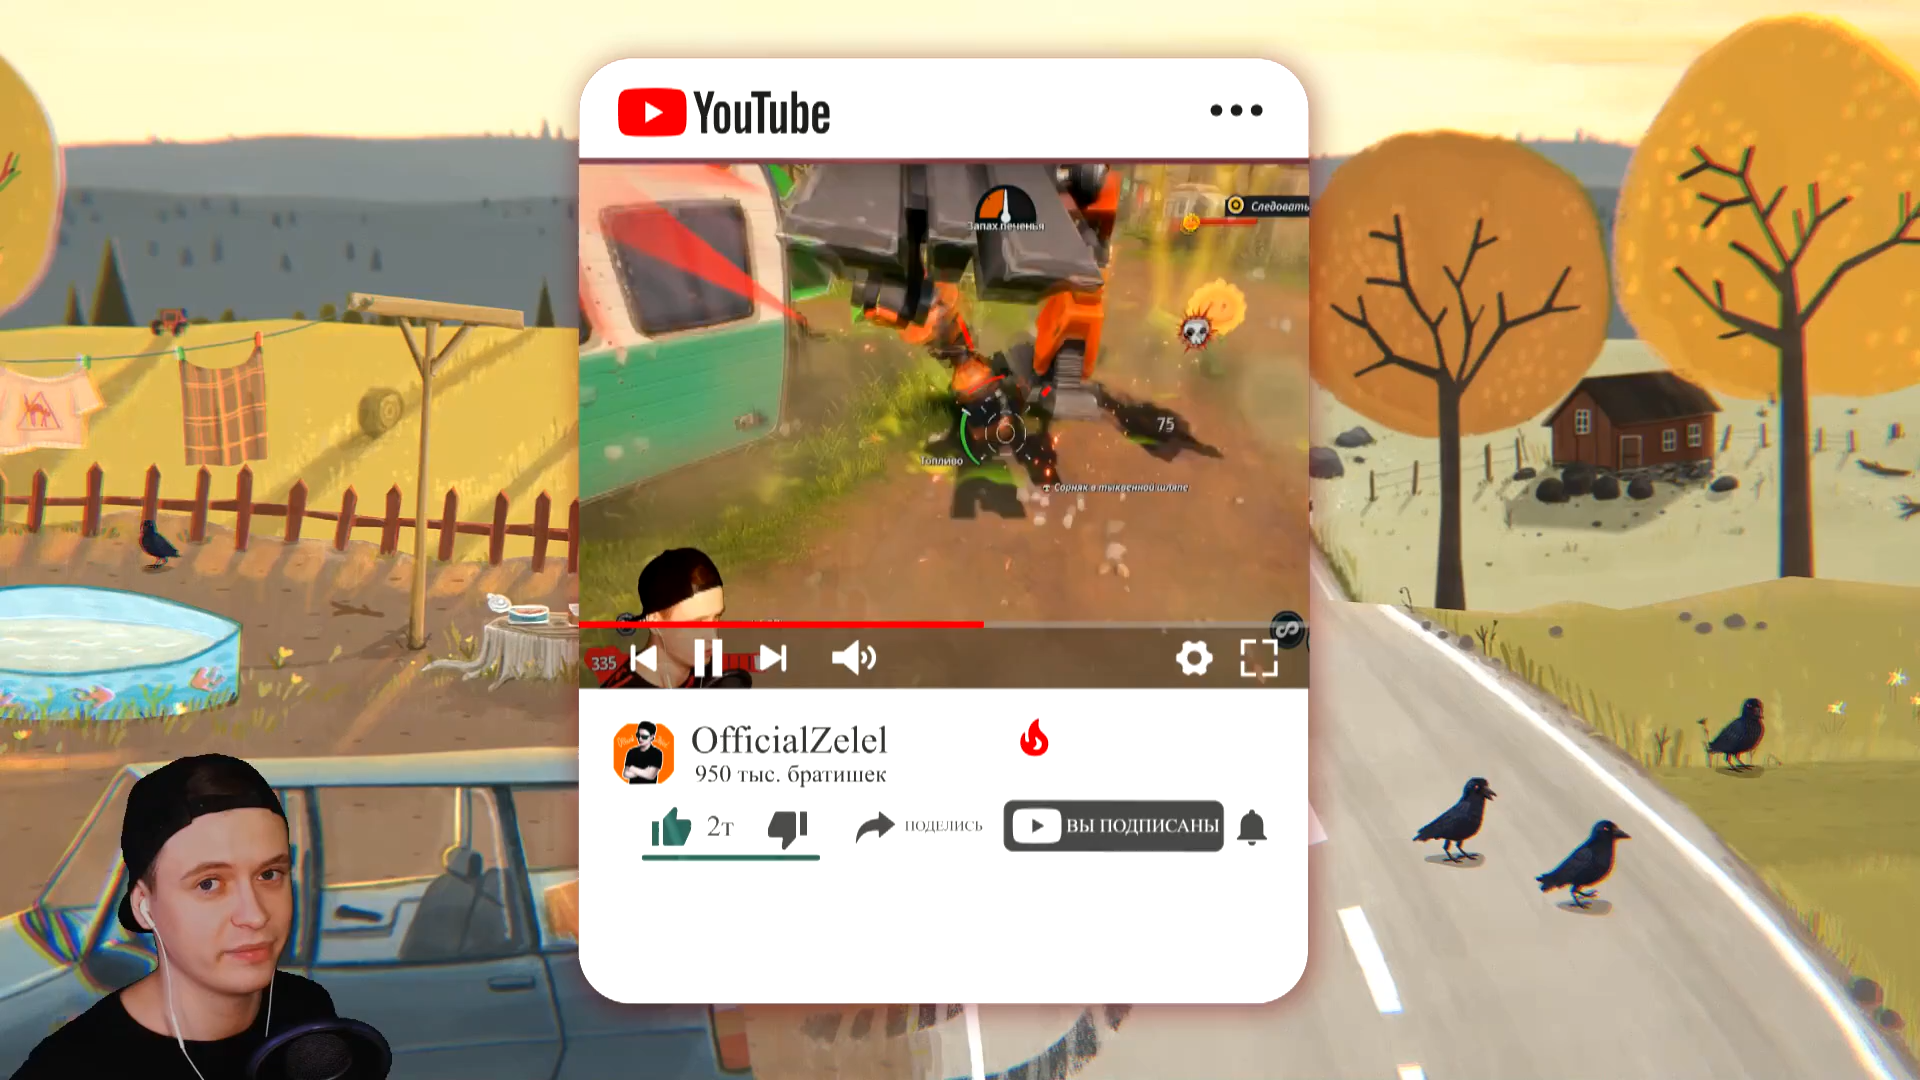 YouTube
Запах печенья
Следовать
75
Топливо
Сорняк в тыквенной шляпе
335
OfficialZelel
950 тыс. братишек
2т
ПОДЕЛИСЬ
ВЫ ПОДПИСАНЫ